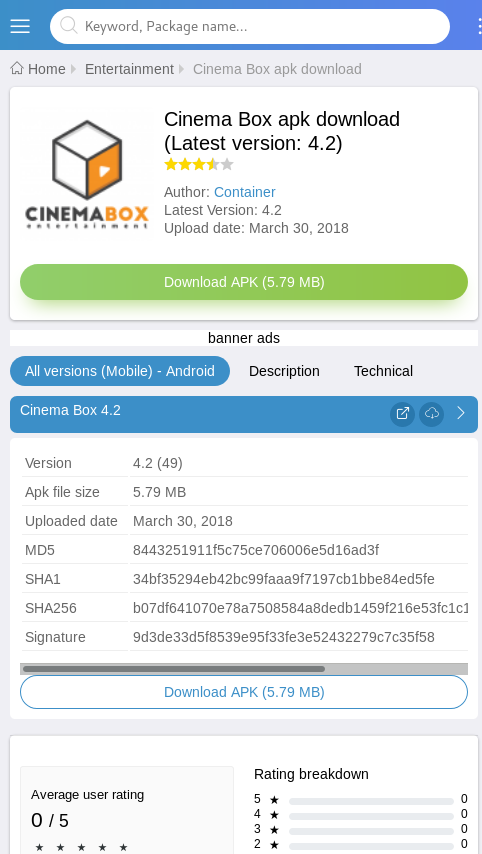 Keyword, Package name...
Home Entertainment Cinema Box apk download
Cinema Box apk download
(Latest version: 4.2)
CINEMABOX
entertainment
Author: Container
Latest Version: 4.2
Upload date: March 30, 2018
Download APK (5.79 MB)
banner ads
All versions (Mobile) - Android Description Technical
Cinema Box 4.2
Version 4.2 (49)
Apk file size 5.79 MB
Uploaded date March 30, 2018
MD5 8443251911f5c75ce706006e5d16ad3f
SHA1 34bf35294eb42bc99faaa9f7197cb1bbe84ed5fe
SHA256 b07df641070e78a7508584a8dedb1459f216e53fc1c1
Signature 9d3de33d5f8539e95f33fe3e52432279c7c35f58
Download APK (5.79 MB)
Average user rating
0 / 5
★ ★ ★ ★ ★
Rating breakdown
5 ★ 0
4 ★ 0
3 ★ 0
2 ★ 0